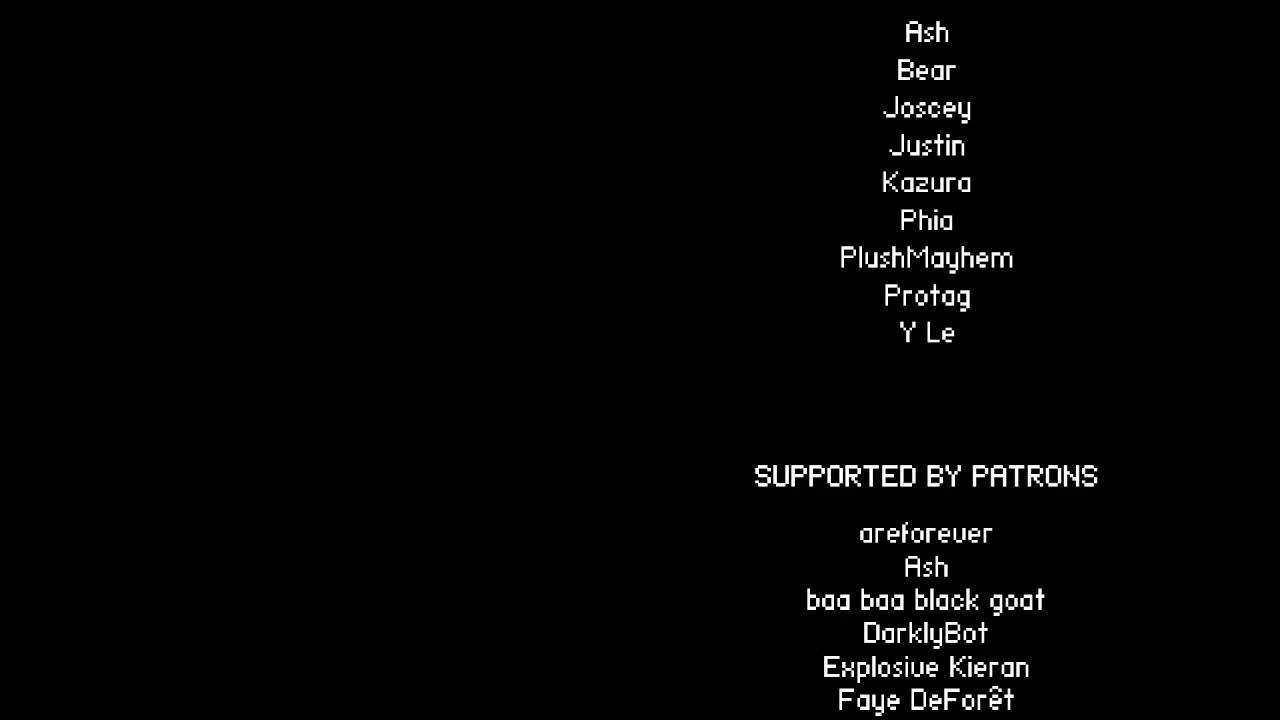 Ash
Bear
Joscey
Justin
Kazura
Phia
PlushMayhem
Protag
Y Le
SUPPORTED BY PATRONS
areforever
Ash
baa baa black goat
DarklyBot
Explosive Kieran
Faye DeForêt